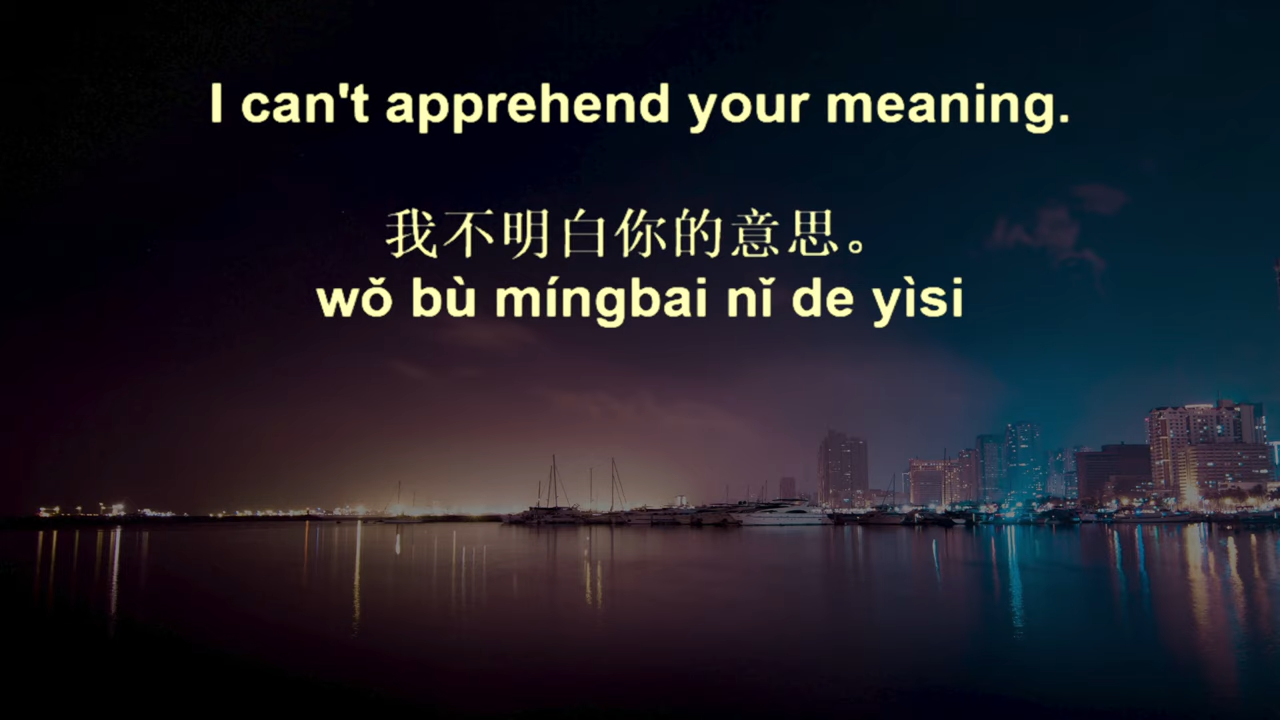 I can't apprehend your meaning.
我不明白你的意思。
wǒ bù míngbai nǐ de yìsi